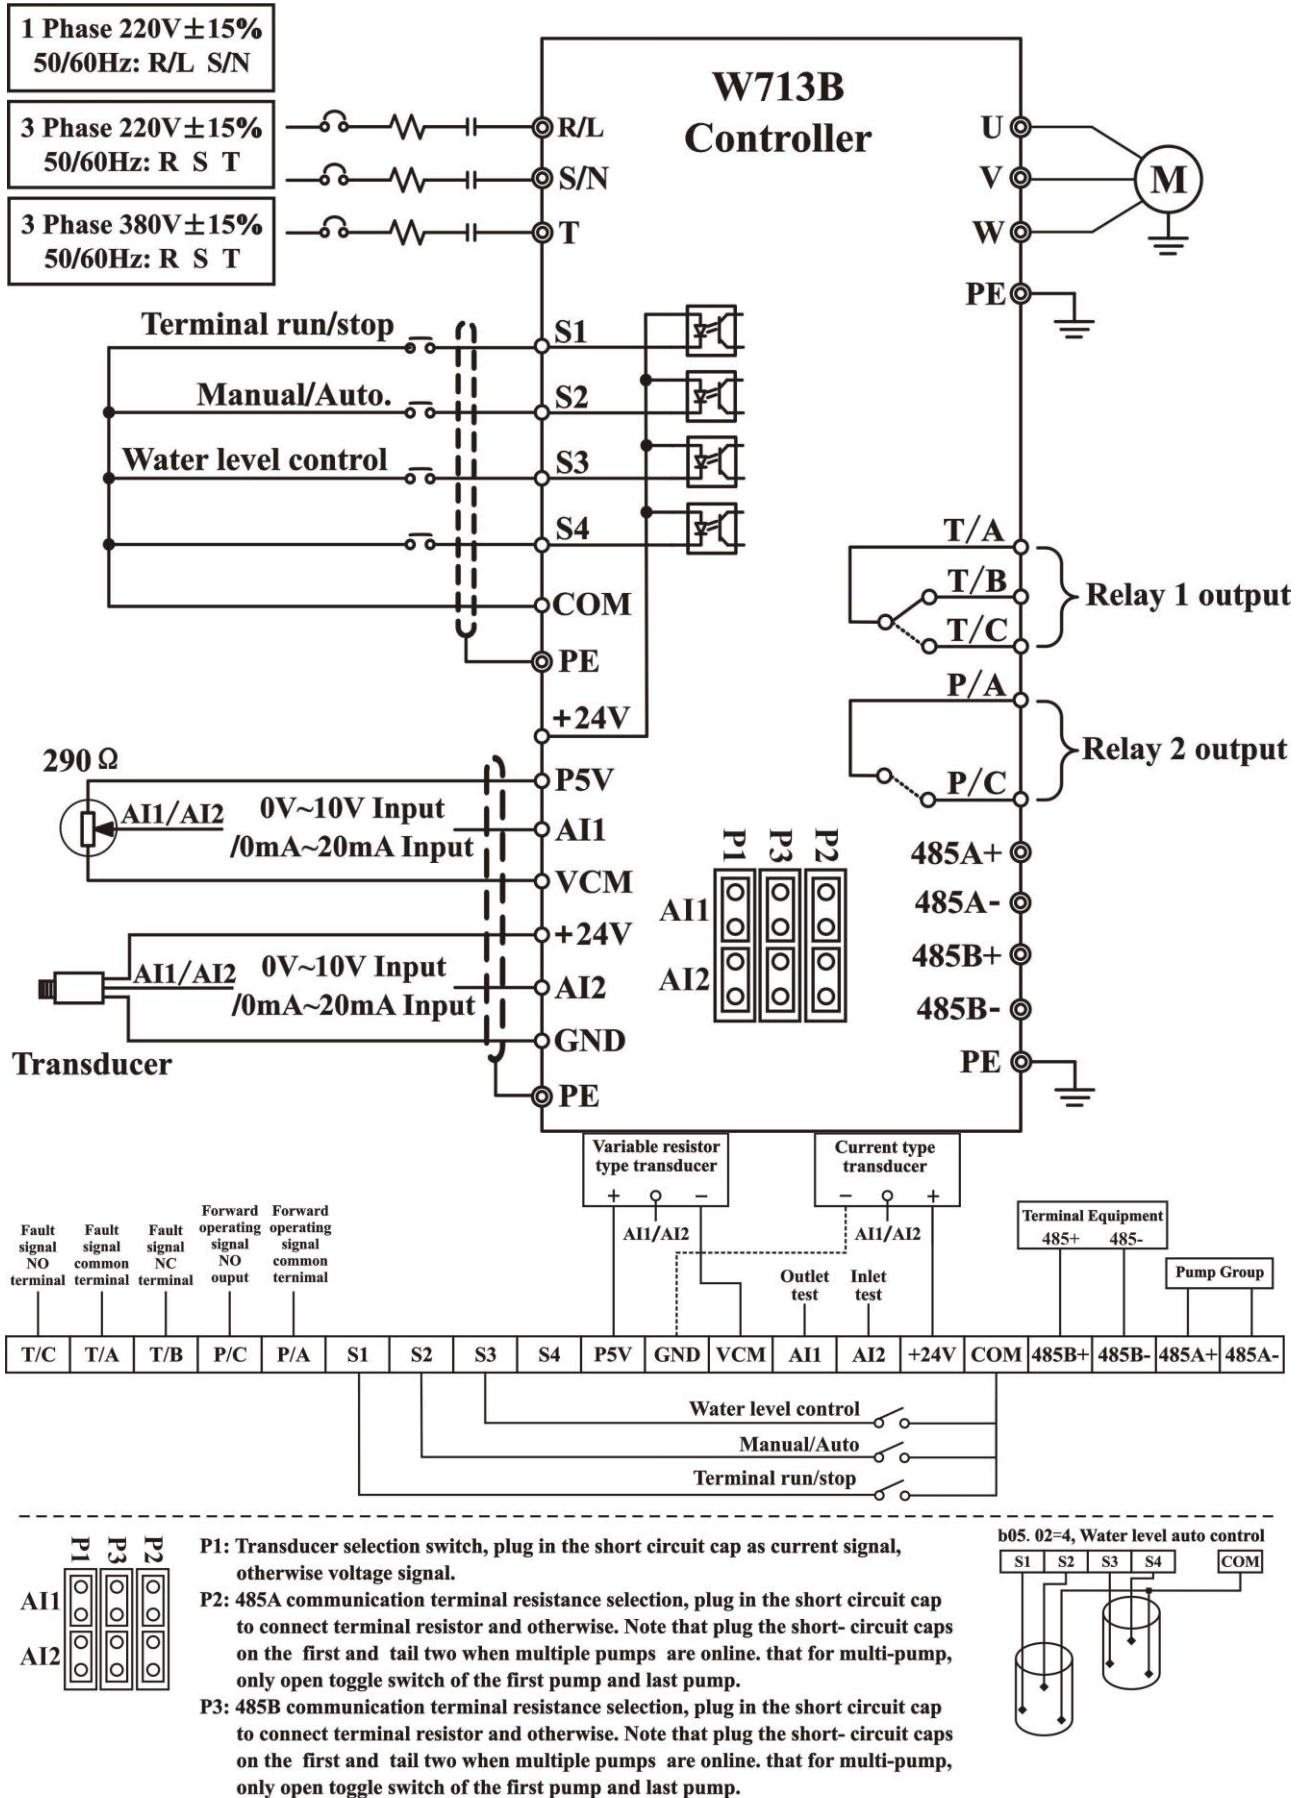 1 Phase 220V±15%
50/60Hz: R/L S/N
3 Phase 220V±15%
50/60Hz: R S T
3 Phase 380V±15%
50/60Hz: R S T
W713B
Controller
R/L
S/N
T
U
V
W
M
PE
Terminal run/stop
S1
Manual/Auto.
S2
Water level control
S3
S4
COM
PE
+24V
T/A
T/B
T/C
Relay 1 output
P/A
P/C
Relay 2 output
290 Ω
P5V
AI1/AI2
0V~10V Input
/0mA~20mA Input
AI1
VCM
+24V
AI1/AI2
0V~10V Input
/0mA~20mA Input
AI2
GND
Transducer
PE
P1 P3 P2
AI1
AI2
485A+
485A-
485B+
485B-
PE
Variable resistor
type transducer
+ -
AI1/AI2
Current type
transducer
- +
AI1/AI2
Terminal Equipment
485+ 485-
Pump Group
Fault
signal
NO
terminal
Fault
signal
common
terminal
Fault
signal
NC
terminal
Forward
operating
signal
NO
ouput
Forward
operating
signal
common
ternimal
Outlet
test
Inlet
test
T/C T/A T/B P/C P/A S1 S2 S3 S4 P5V GND VCM AI1 AI2 +24V COM 485B+ 485B- 485A+ 485A-
Water level control
Manual/Auto
Terminal run/stop
P1 P3 P2
AI1
AI2
P1: Transducer selection switch, plug in the short circuit cap as current signal,
otherwise voltage signal.
P2: 485A communication terminal resistance selection, plug in the short circuit cap
to connect terminal resistor and otherwise. Note that plug the short- circuit caps
on the first and tail two when multiple pumps are online. that for multi-pump,
only open toggle switch of the first pump and last pump.
P3: 485B communication terminal resistance selection, plug in the short circuit cap
to connect terminal resistor and otherwise. Note that plug the short- circuit caps
on the first and tail two when multiple pumps are online. that for multi-pump,
only open toggle switch of the first pump and last pump.
b05. 02=4, Water level auto control
S1 S2 S3 S4 COM